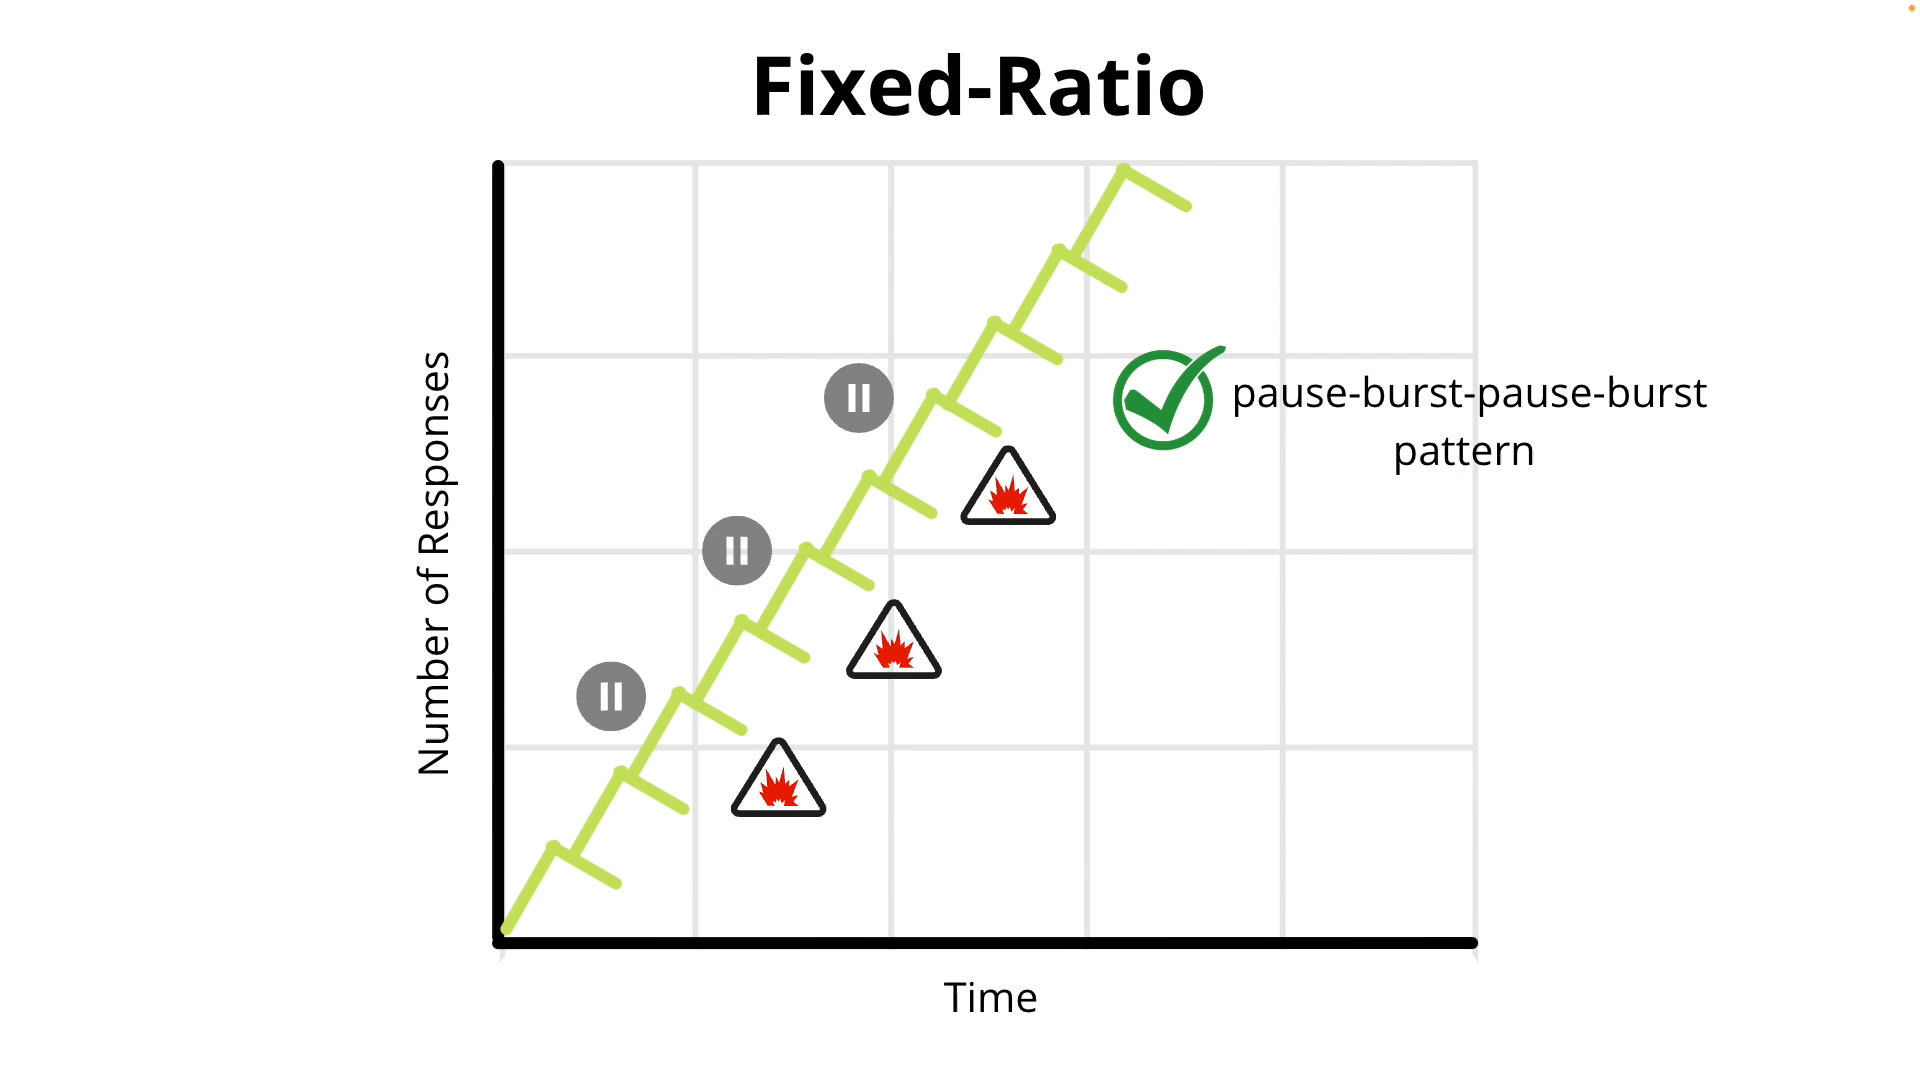 Fixed-Ratio
Number of Responses
pause-burst-pause-burst
pattern
Time